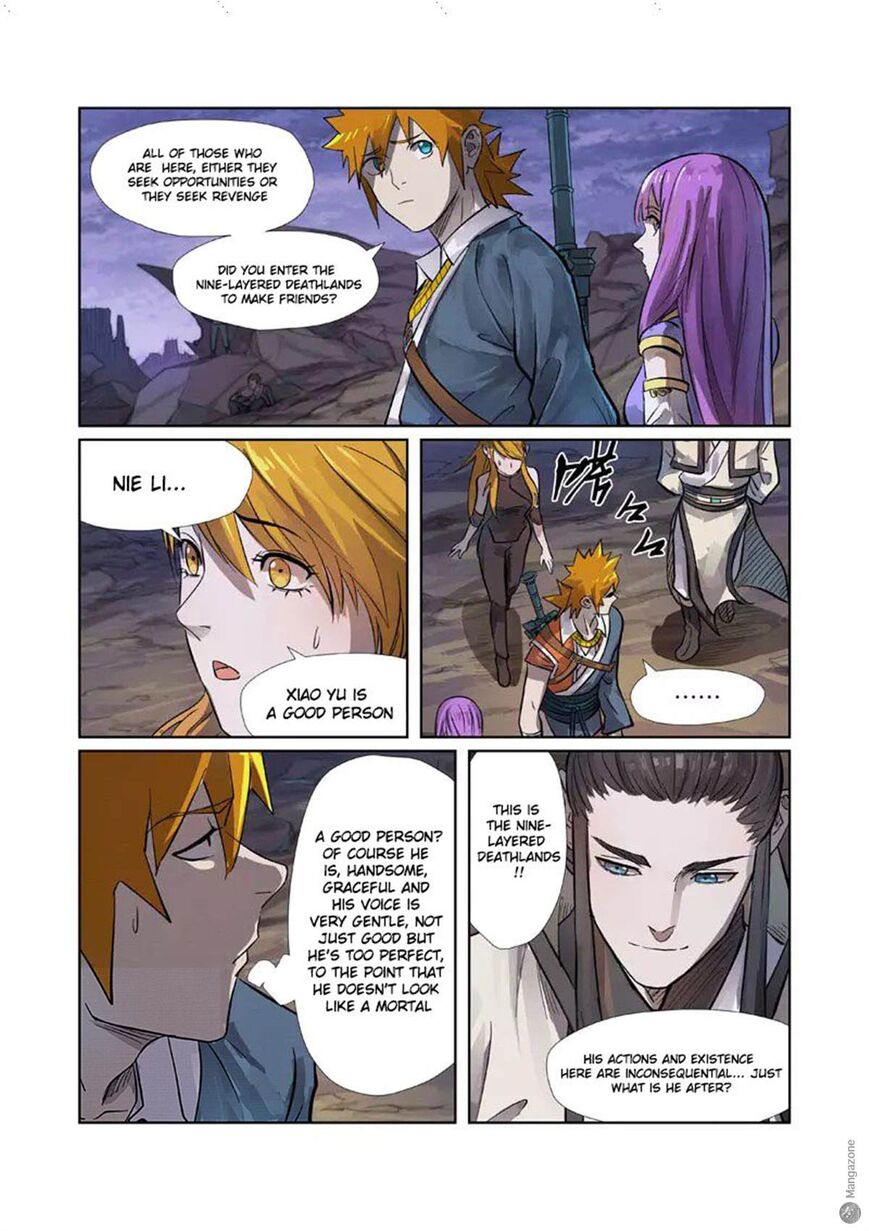 ALL OF THOSE WHO
ARE HERE, EITHER THEY
SEEK OPPORTUNITIES OR
THEY SEEK REVENGE
DID YOU ENTER THE
NINE-LAYERED DEATHLANDS
TO MAKE FRIENDS?
NIE LI...
XIAO YU IS
A GOOD PERSON
......
A GOOD PERSON?
OF COURSE HE
IS, HANDSOME,
GRACEFUL AND
HIS VOICE IS
VERY GENTLE, NOT
JUST GOOD BUT
HE'S TOO PERFECT,
TO THE POINT THAT
HE DOESN'T LOOK
LIKE A MORTAL
THIS IS
THE NINE-
LAYERED
DEATHLANDS
!!
HIS ACTIONS AND EXISTENCE
HERE ARE INCONSEQUENTIAL... JUST
WHAT IS HE AFTER?
Mangazone